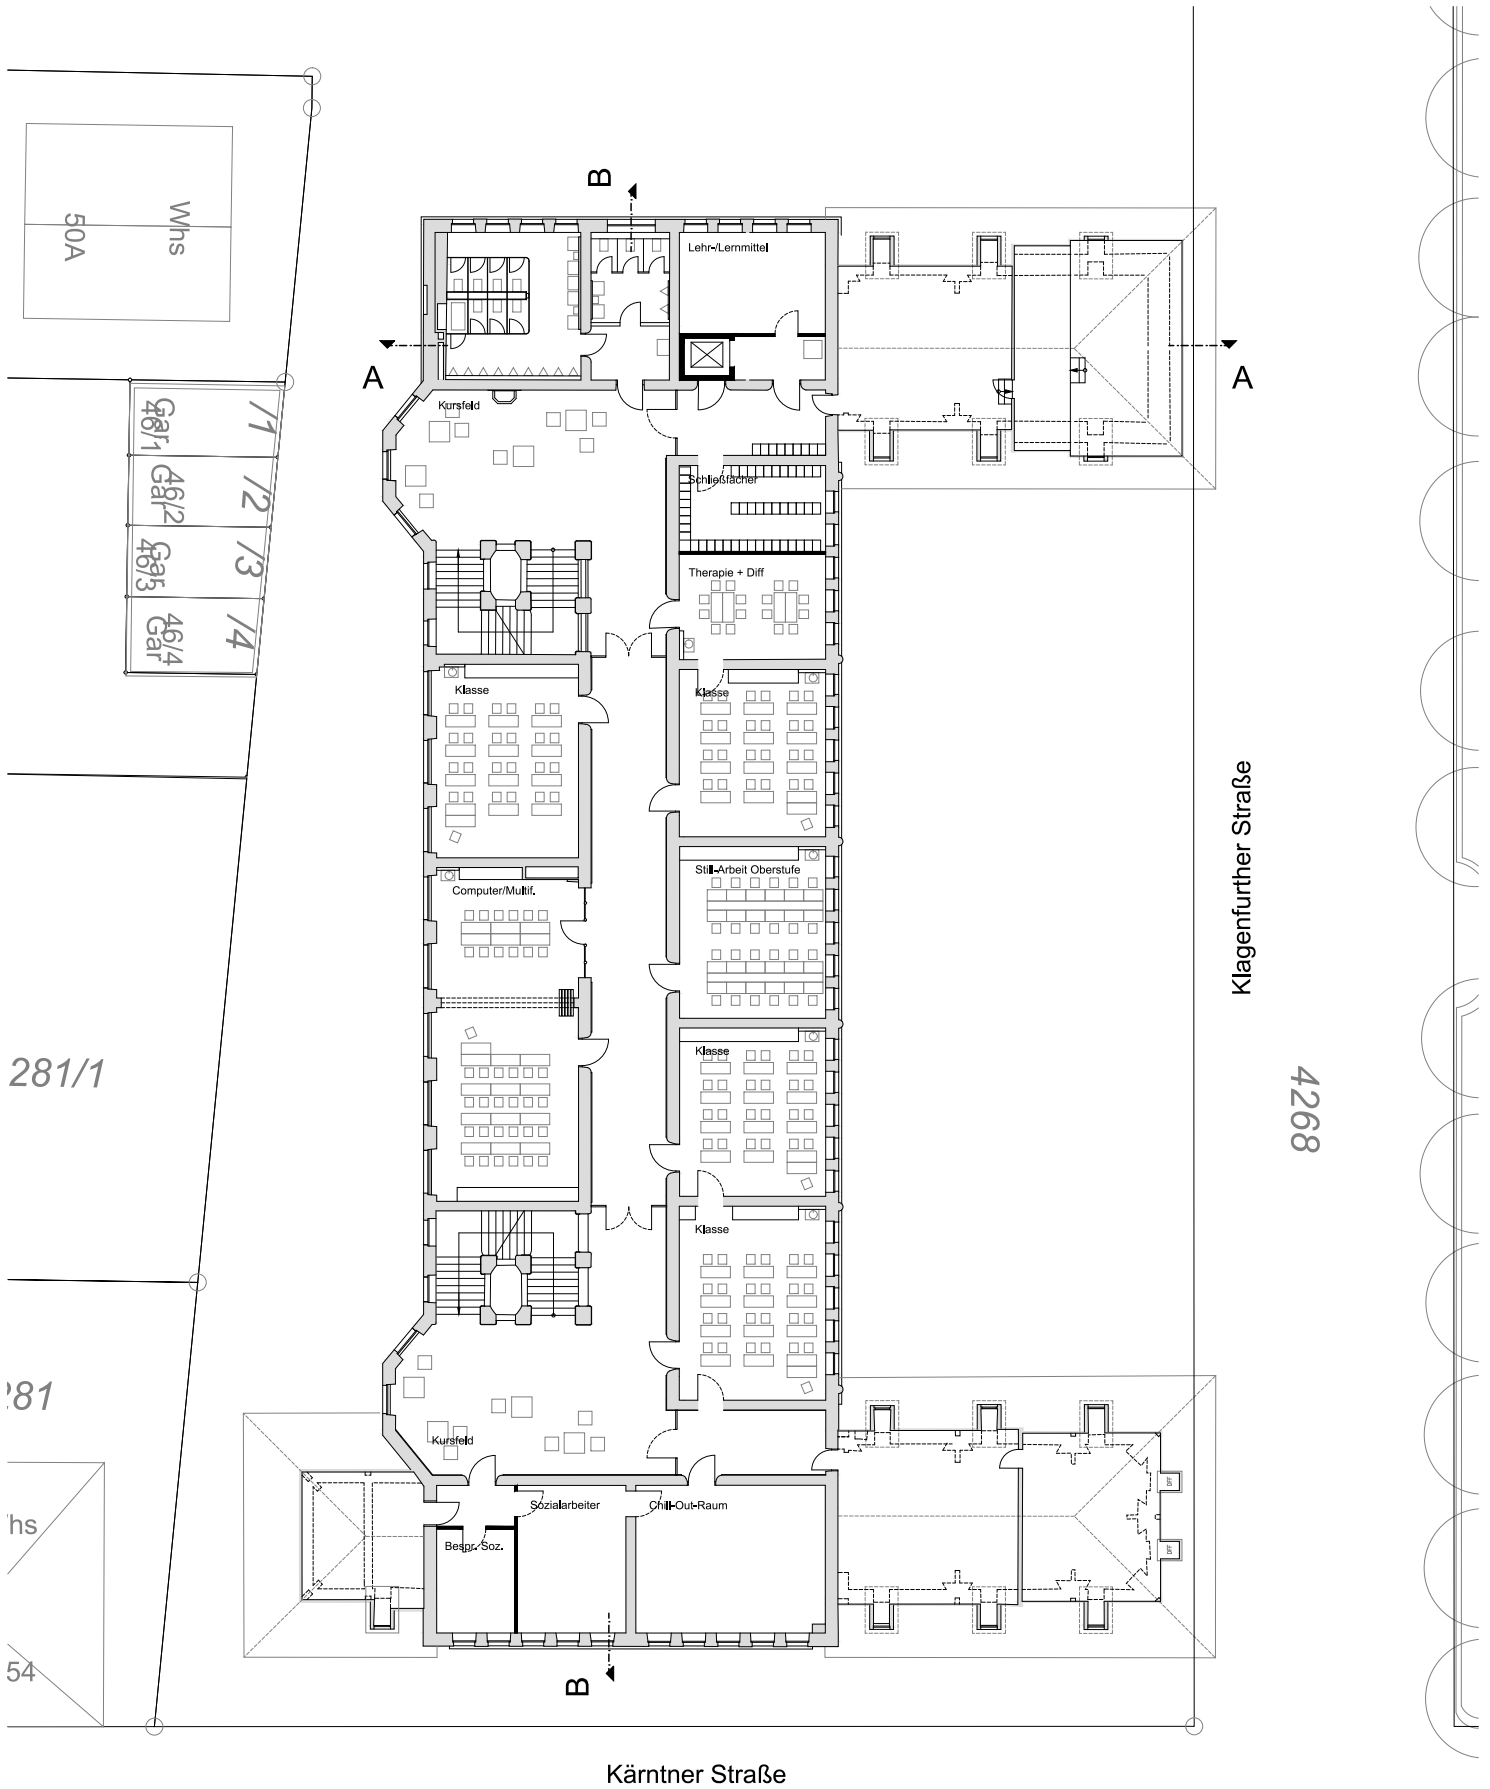 B
Whs
50A
Lehr-/Lernmittel
A
A
Kursfeld
/1
46/1
Gar
Schließfächer
/2
46/2
Gar
/3
46/3
Gar
Therapie + Diff
/4
46/4
Gar
Klasse
Klasse
Klagenfurther Straße
Still-Arbeit Oberstufe
Computer/Multif.
281/1
Klasse
4268
Klasse
281
Kursfeld
DFF
Sozialarbeiter
Chill-Out-Raum
hs
Bespr. Soz.
DFF
54
B
Kärntner Straße